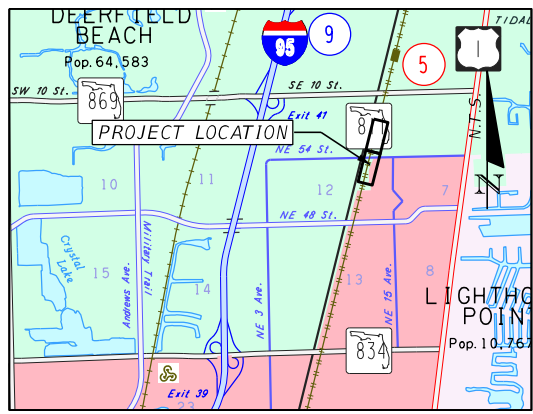 DEERFIELD
BEACH
Pop. 64,583
95
9
5
1
TIDAL
SW 10 St.
SE 10 St.
869
Exit 41
8
N.T.S.
PROJECT LOCATION
NE 54 St.
N
10
11
12
7
NE 48 St.
Crystal
Lake
Military Trail
Andrews Ave.
15
14
13
8
NE 3 Ave.
NE 15 Ave.
LIGHTHO
POIN
Pop. 10,767
834
Exit 39
23